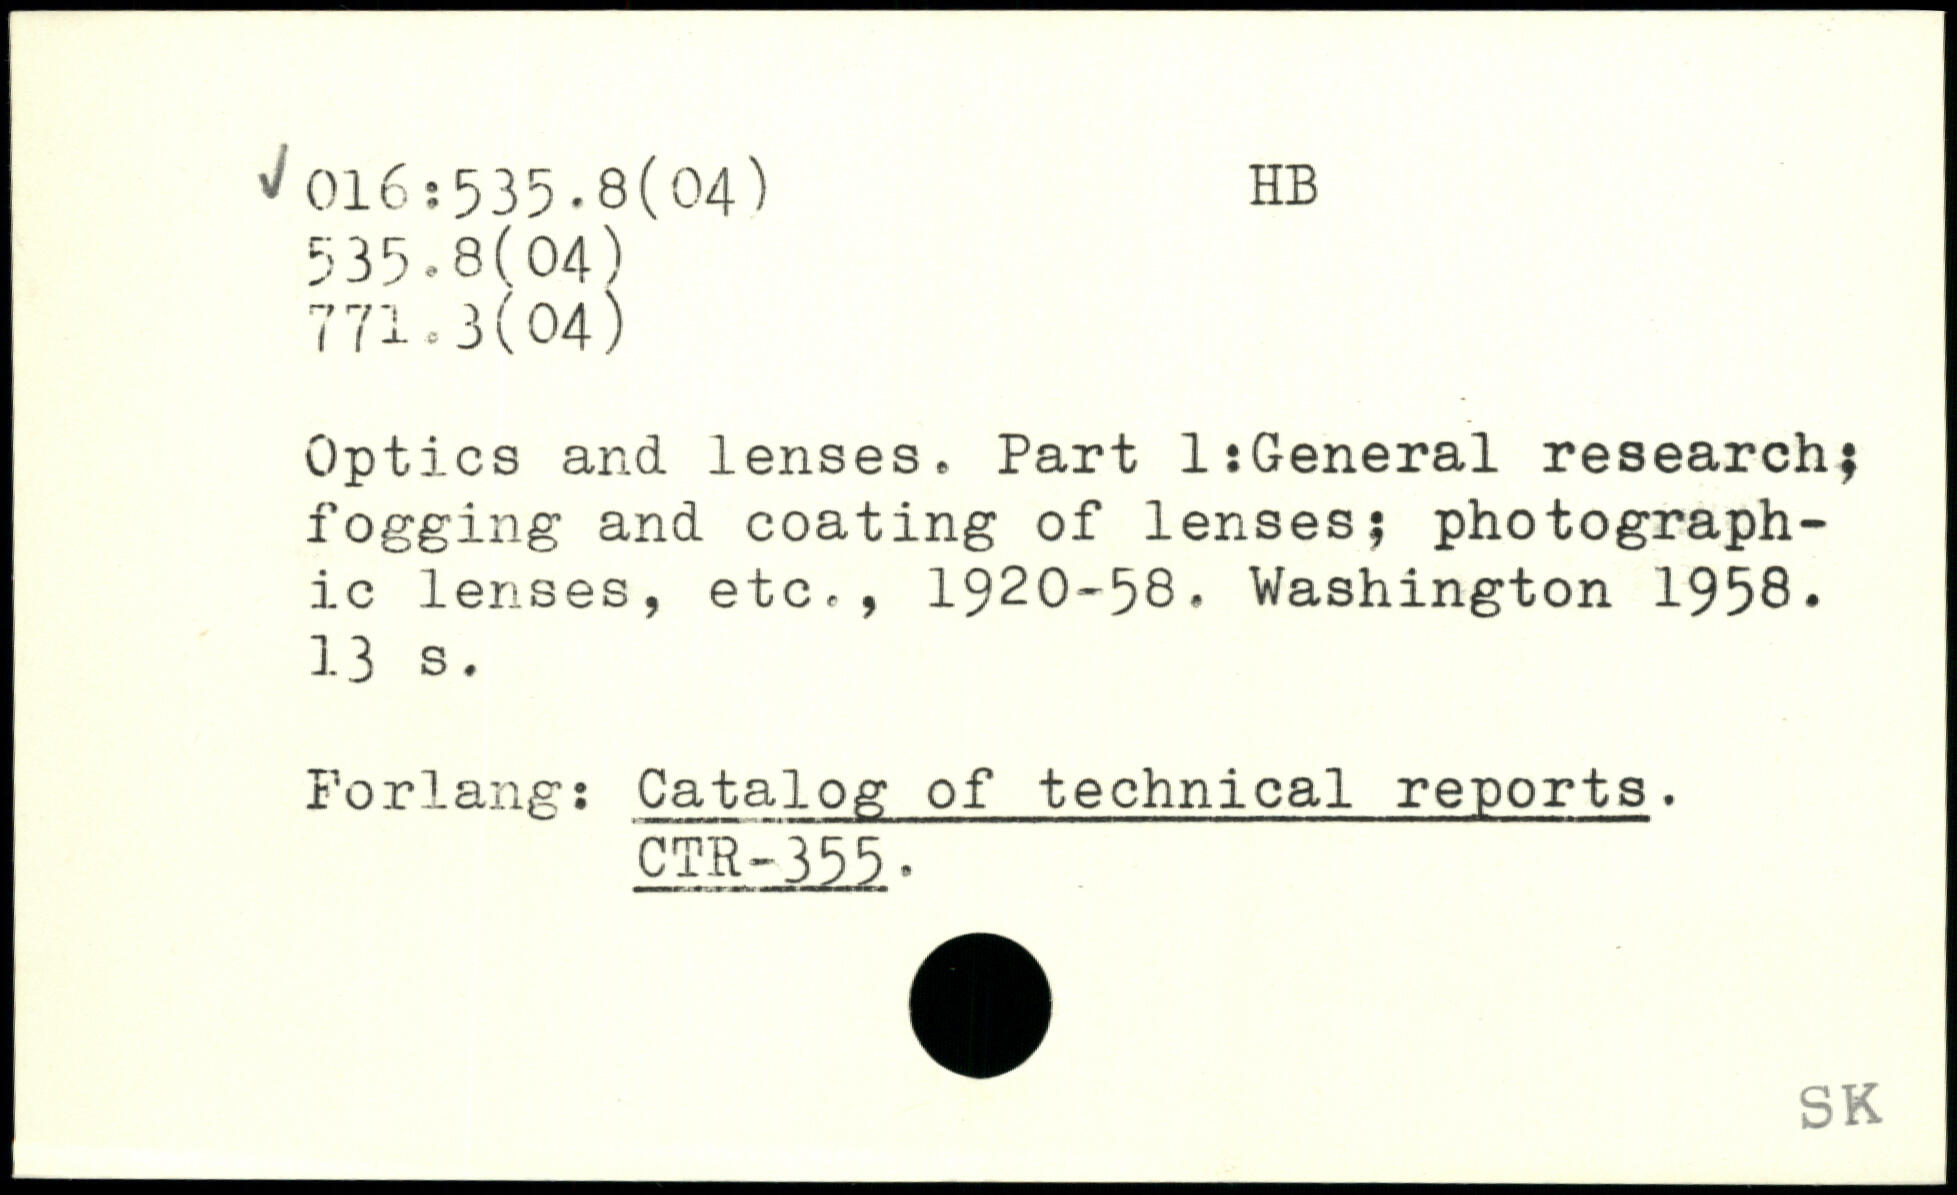 ✓ 016:535.8(04) HB
535.8(04)
771.3(04)
Optics and lenses. Part 1:General research;
fogging and coating of lenses; photograph-
ic lenses, etc., 1920-58. Washington 1958.
13 s.
Forlang: Catalog of technical reports.
CTR-355.
SK